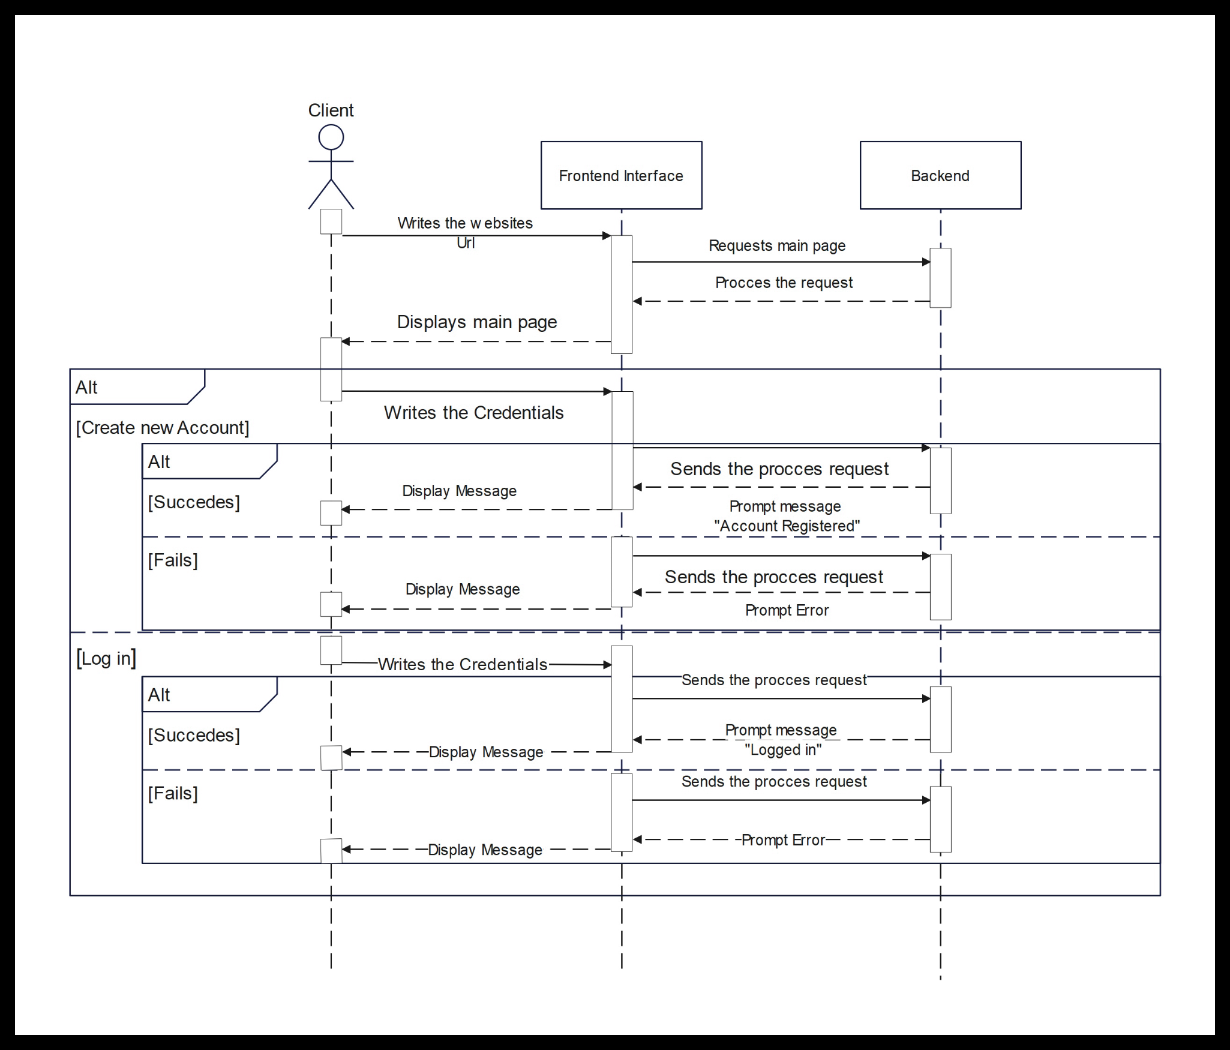 Client
Frontend Interface
Backend
Writes the websites
Url
Requests main page
Procces the request
Displays main page
Alt
Writes the Credentials
[Create new Account]
Alt
Sends the procces request
Display Message
[Succedes]
Prompt message
"Account Registered"
[Fails]
Sends the procces request
Display Message
Prompt Error
[Log in]
Writes the Credentials
Sends the procces request
Alt
Prompt message
[Succedes]
"Logged in"
Display Message
Sends the procces request
[Fails]
Prompt Error
Display Message